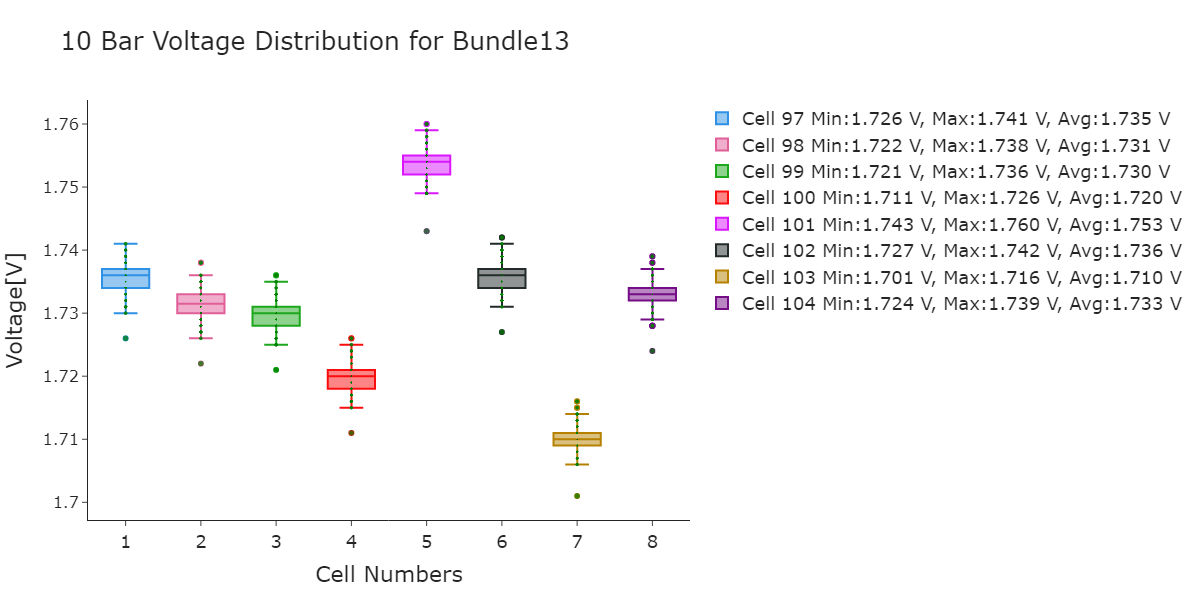 10 Bar Voltage Distribution for Bundle13
Voltage[V]
1.76
1.75
1.74
1.73
1.72
1.71
1.7
1 2 3 4 5 6 7 8
Cell Numbers
Cell 97 Min:1.726 V, Max:1.741 V, Avg:1.735 V
Cell 98 Min:1.722 V, Max:1.738 V, Avg:1.731 V
Cell 99 Min:1.721 V, Max:1.736 V, Avg:1.730 V
Cell 100 Min:1.711 V, Max:1.726 V, Avg:1.720 V
Cell 101 Min:1.743 V, Max:1.760 V, Avg:1.753 V
Cell 102 Min:1.727 V, Max:1.742 V, Avg:1.736 V
Cell 103 Min:1.701 V, Max:1.716 V, Avg:1.710 V
Cell 104 Min:1.724 V, Max:1.739 V, Avg:1.733 V